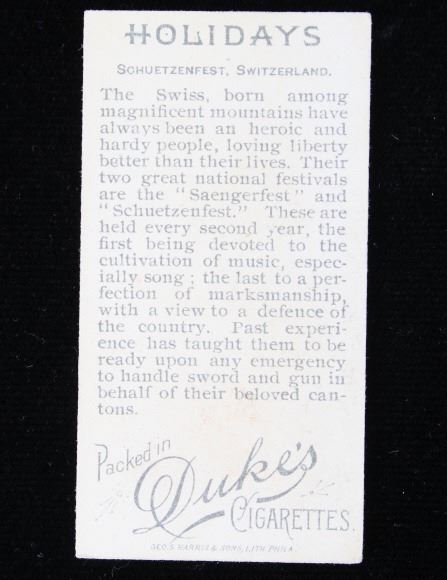 HOLIDAYS
SCHUETZENFEST, SWITZERLAND.
The Swiss, born among
magnificent mountains have
always been an heroic and
hardy people, loving liberty
better than their lives. Their
two great national festivals
are the "Saengerfest" and
"Schuetzenfest." These are
held every second year, the
first being devoted to the
cultivation of music, espec-
ially song; the last to a per-
fection of marksmanship,
with a view to a defence of
the country. Past experi-
ence has taught them to be
ready upon any emergency
to handle sword and gun in
behalf of their beloved can-
tons.
Packed in
Duke's
CIGARETTES.
GEO. S. HARRIS & SONS, LITH. PHILA.